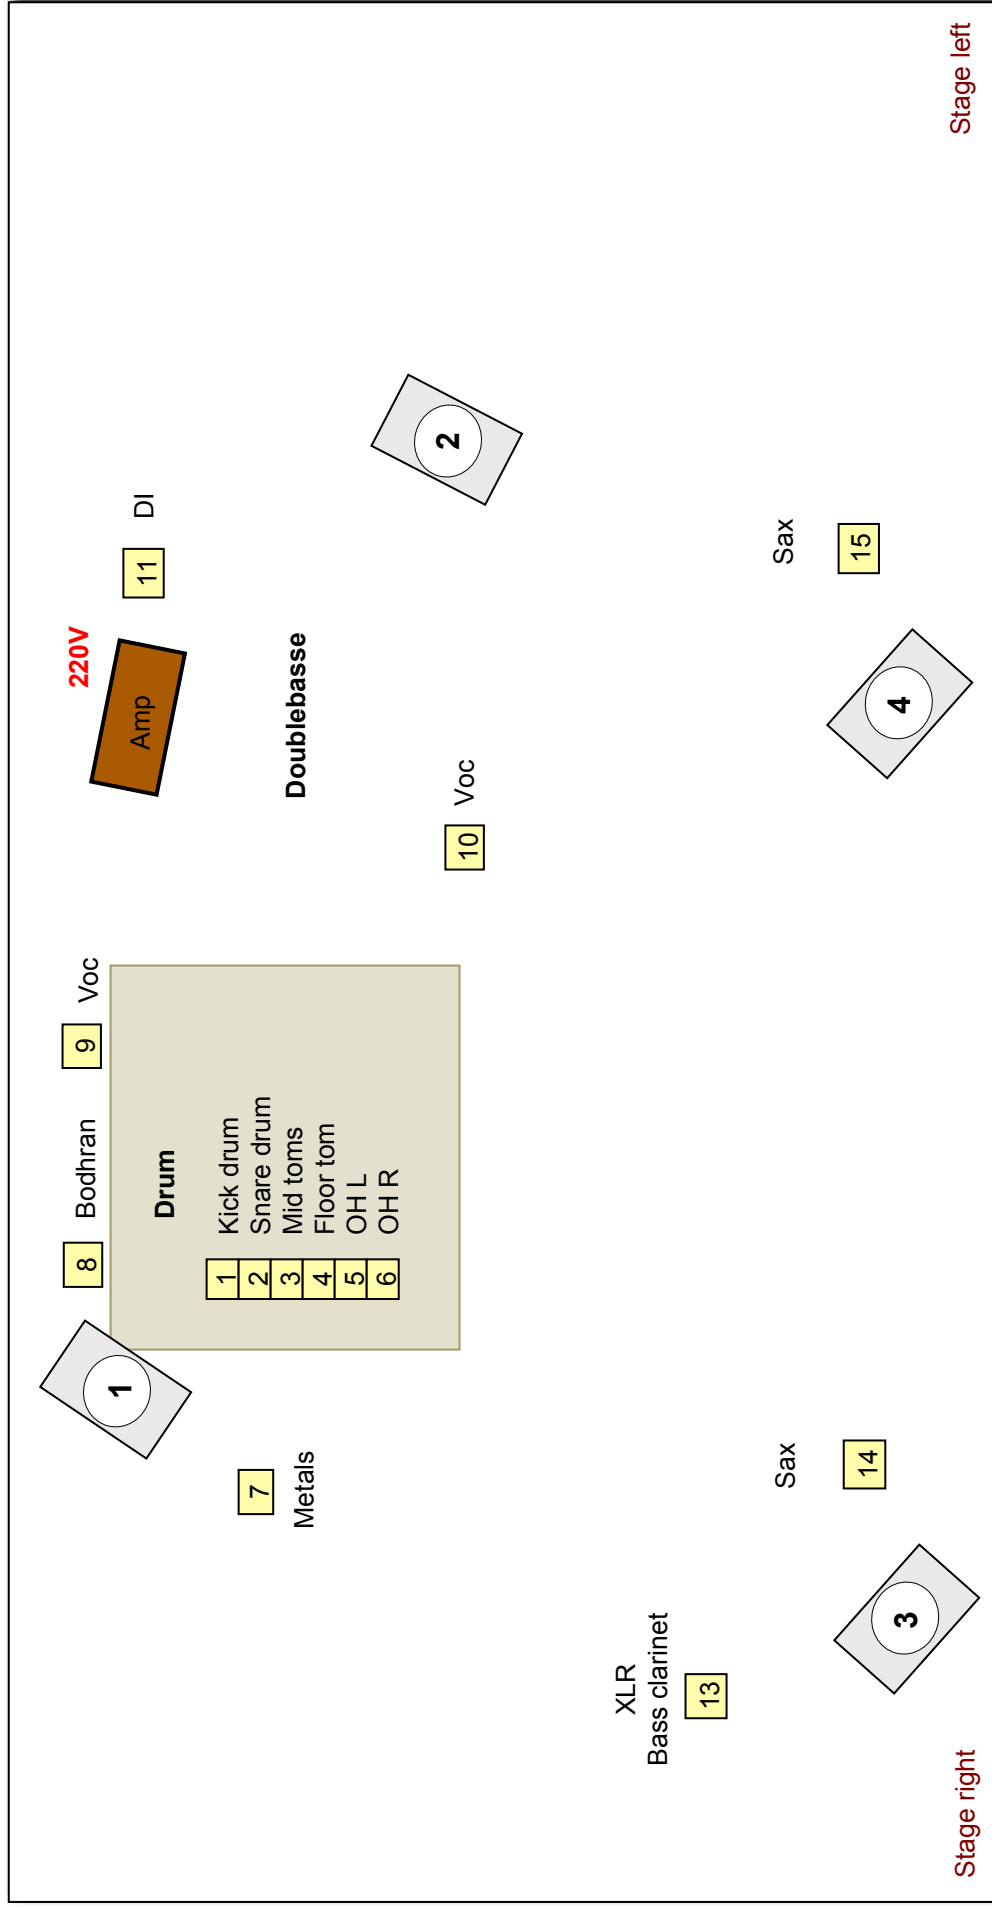 8
Bodhran
9
Voc
220V
Amp
11
DI
1
Drum
1 Kick drum
2 Snare drum
3 Mid toms
4 Floor tom
5 OH L
6 OH R
7
Metals
Doublebasse
10
Voc
2
XLR
Bass clarinet
13
Sax
14
3
Sax
15
4
Stage right
Stage left